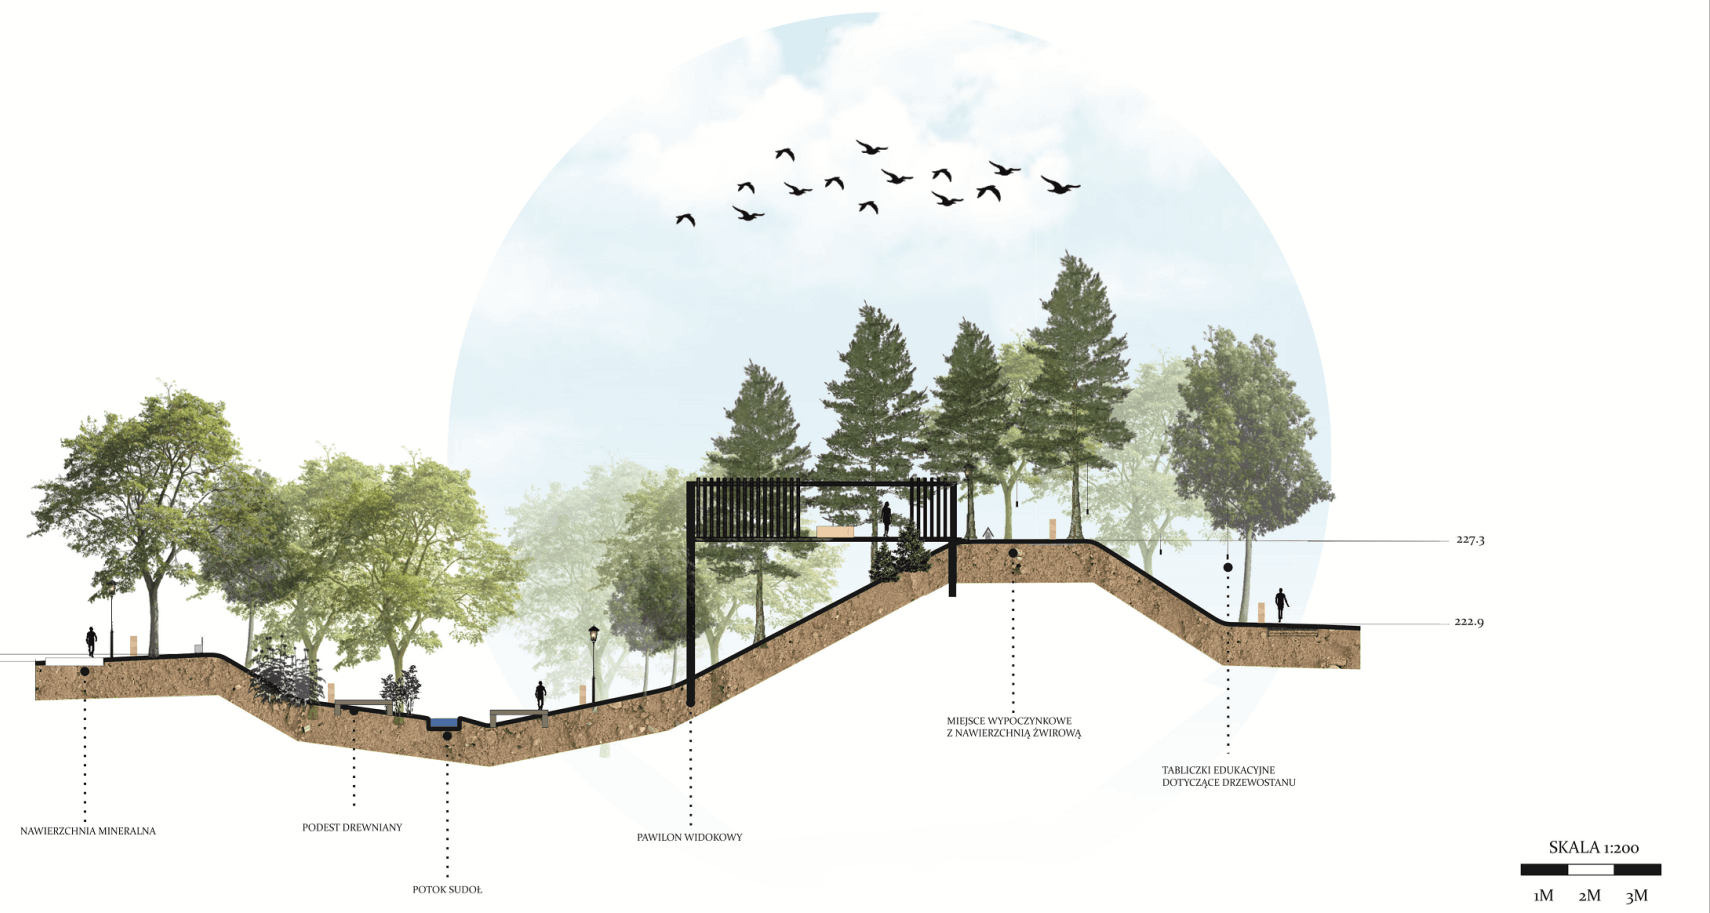 227.3
222.9
MIEJSCE WYPOCZYNKOWE
Z NAWIERZCHNIĄ ŻWIROWĄ
TABLICZKI EDUKACYJNE
DOTYCZĄCE DRZEWOSTANU
NAWIERZCHNIA MINERALNA
PODEST DREWNIANY
PAWILON WIDOKOWY
POTOK SUDOŁ
SKALA 1:200
1M 2M 3M